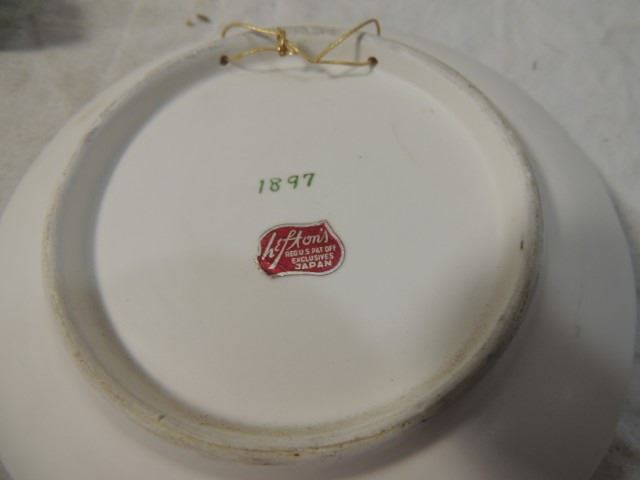 1897
Lefton's
REG U.S. PAT OFF
EXCLUSIVES
JAPAN